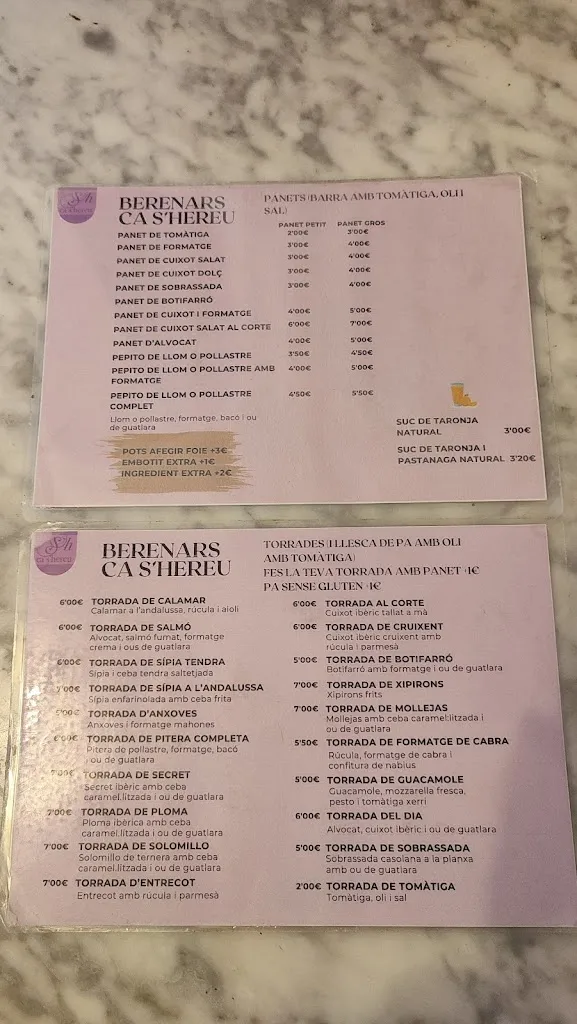 Sh
CA S'HEREU
BERENARS
CA S'HEREU
PANETS (BARRA AMB TOMÀTIGA, OLI I
SAL)
PANET PETIT PANET GROS
PANET DE TOMÀTIGA 2'00€ 3'00€
PANET DE FORMATGE 3'00€ 4'00€
PANET DE CUIXOT SALAT 3'00€ 4'00€
PANET DE CUIXOT DOLÇ 3'00€ 4'00€
PANET DE SOBRASSADA 3'00€ 4'00€
PANET DE BOTIFARRÓ
PANET DE CUIXOT I FORMATGE 4'00€ 5'00€
PANET DE CUIXOT SALAT AL CORTE 6'00€ 7'00€
PANET D'ALVOCAT 4'00€ 5'00€
PEPITO DE LLOM O POLLASTRE 3'50€ 4'50€
PEPITO DE LLOM O POLLASTRE AMB 4'00€ 5'00€
FORMATGE
PEPITO DE LLOM O POLLASTRE 4'50€ 5'50€
COMPLET
Llom o pollastre, formatge, bacó i ou
de guatlara
POTS AFEGIR FOIE +3€
EMBOTIT EXTRA +1€
INGREDIENT EXTRA +2€
SUC DE TARONJA
NATURAL 3'00€
SUC DE TARONJA I
PASTANAGA NATURAL 3'20€
Sh
CA S'HEREU
BERENARS
CA S'HEREU
TORRADES (1 LLESCA DE PA AMB OLI
AMB TOMÀTIGA)
FES LA TEVA TORRADA AMB PANET +1€
PA SENSE GLUTEN +1€
6'00€ TORRADA DE CALAMAR
Calamar a l'andalussa, rúcula i aioli
6'00€ TORRADA DE SALMÓ
Alvocat, salmó fumat, formatge
crema i ous de guatlara
6'00€ TORRADA DE SÍPIA TENDRA
Sípia i ceba tendra saltetjada
7'00€ TORRADA DE SÍPIA A L'ANDALUSSA
Sípia enfarinolada amb ceba frita
5'00€ TORRADA D'ANXOVES
Anxoves i formatge mahones
6'00€ TORRADA DE PITERA COMPLETA
Pitera de pollastre, formatge, bacó
i ou de guatlara
7'00€ TORRADA DE SECRET
Secret ibèric amb ceba
caramel.litzada i ou de guatlara
7'00€ TORRADA DE PLOMA
Ploma ibèrica amb ceba
caramel.litzada i ou de guatlara
7'00€ TORRADA DE SOLOMILLO
Solomillo de ternera amb ceba
caramel.litzada i ou de guatlara
7'00€ TORRADA D'ENTRECOT
Entrecot amb rúcula i parmesà
6'00€ TORRADA AL CORTE
Cuixot ibèric tallat a mà
6'00€ TORRADA DE CRUIXENT
Cuixot ibèric cruixent amb
rúcula i parmesà
5'00€ TORRADA DE BOTIFARRÓ
Botifarró amb formatge i ou de guatlara
7'00€ TORRADA DE XIPIRONS
Xipirons frits
7'00€ TORRADA DE MOLLEJAS
Mollejas amb ceba caramel:litzada i
ou de guatlara
5'50€ TORRADA DE FORMATGE DE CABRA
Rúcula, formatge de cabra i
confitura de nabius
5'00€ TORRADA DE GUACAMOLE
Guacamole, mozzarella fresca,
pesto i tomàtiga xerri
6'00€ TORRADA DEL DIA
Alvocat, cuixot ibèric i ou de guatlara
5'00€ TORRADA DE SOBRASSADA
Sobrassada casolana a la planxa
amb ou de guatlara
2'00€ TORRADA DE TOMÀTIGA
Tomàtiga, oli i sal